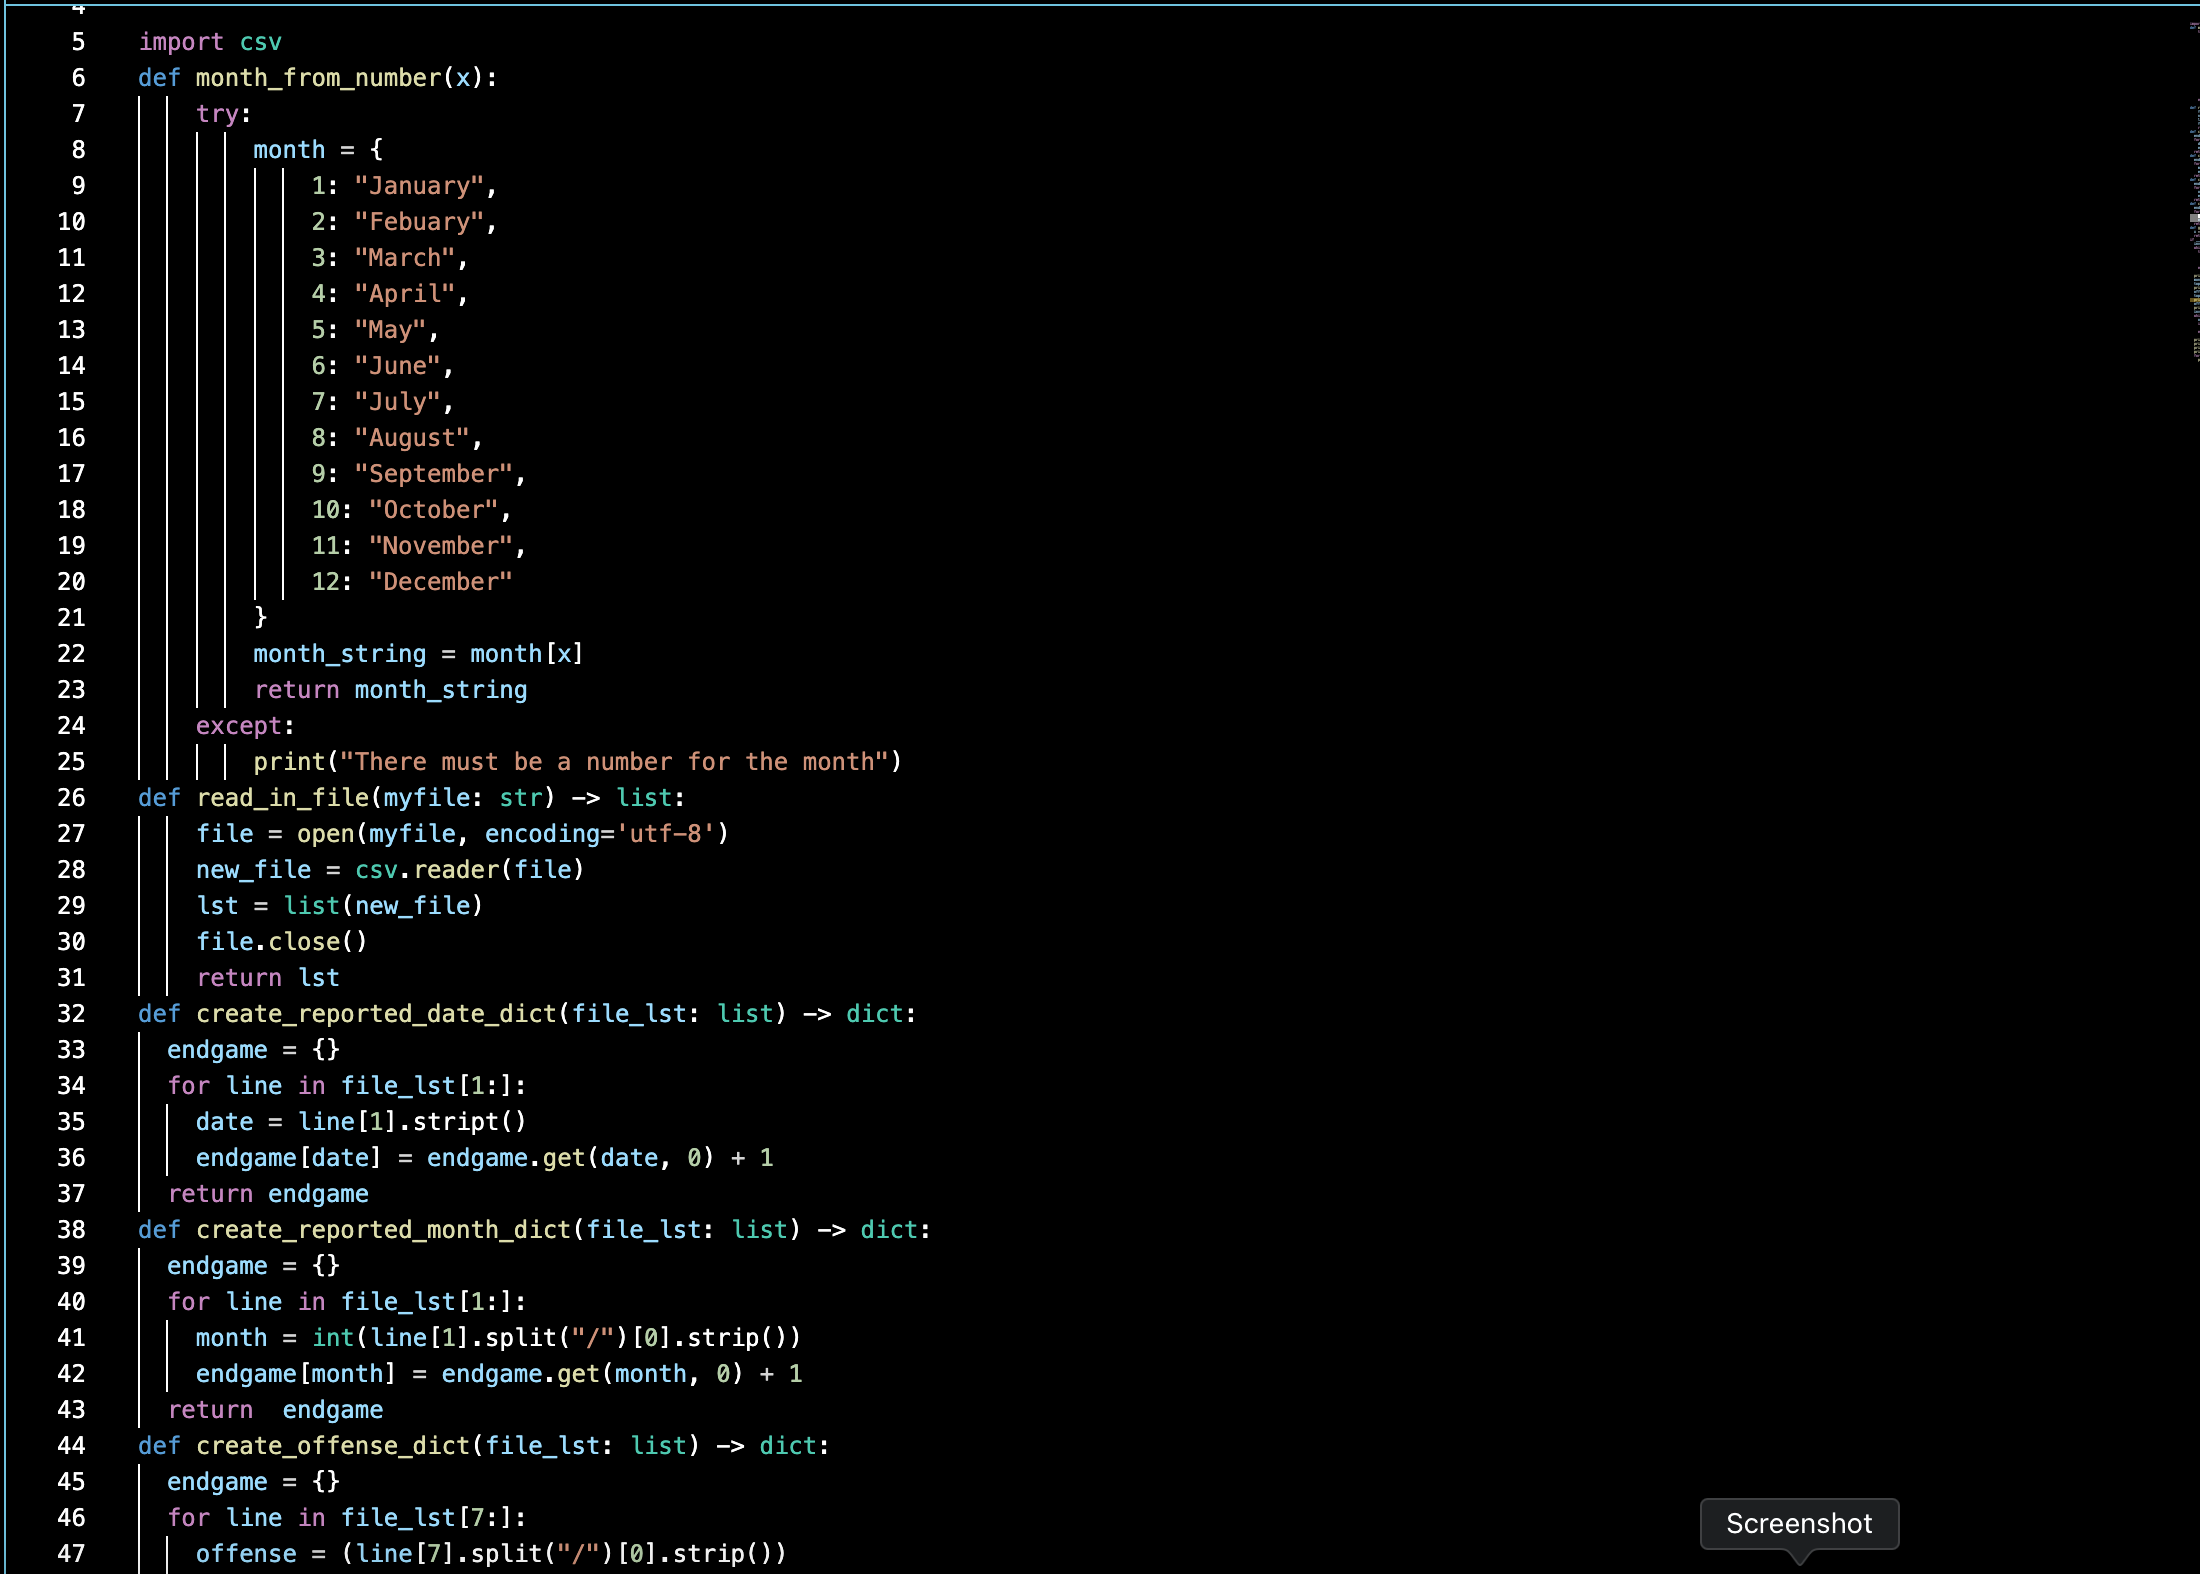 4
5 import csv
6 def month_from_number(x):
7 try:
8 month = {
9 1: "January",
10 2: "Febuary",
11 3: "March",
12 4: "April",
13 5: "May",
14 6: "June",
15 7: "July",
16 8: "August",
17 9: "September",
18 10: "October",
19 11: "November",
20 12: "December"
21 }
22 month_string = month[x]
23 return month_string
24 except:
25 print("There must be a number for the month")
26 def read_in_file(myfile: str) -> list:
27 file = open(myfile, encoding='utf-8')
28 new_file = csv.reader(file)
29 lst = list(new_file)
30 file.close()
31 return lst
32 def create_reported_date_dict(file_lst: list) -> dict:
33 endgame = {}
34 for line in file_lst[1:]:
35 date = line[1].stript()
36 endgame[date] = endgame.get(date, 0) + 1
37 return endgame
38 def create_reported_month_dict(file_lst: list) -> dict:
39 endgame = {}
40 for line in file_lst[1:]:
41 month = int(line[1].split("/")[0].strip())
42 endgame[month] = endgame.get(month, 0) + 1
43 return  endgame
44 def create_offense_dict(file_lst: list) -> dict:
45 endgame = {}
46 for line in file_lst[7:]:
47 offense = (line[7].split("/")[0].strip())
Screenshot